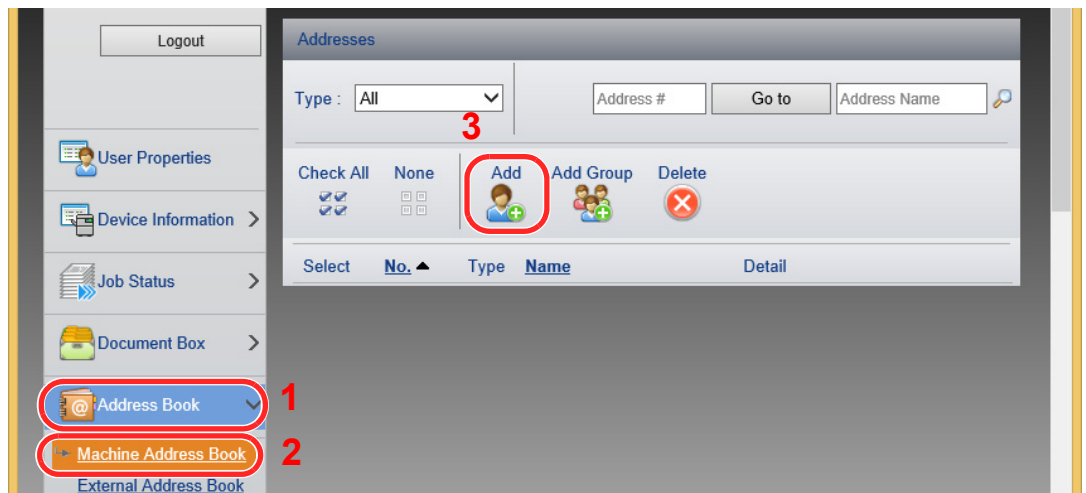 Logout
Addresses
Type : All
Address #
Go to
Address Name
3
User Properties
Check All None Add Add Group Delete
Device Information
Select No. Type Name Detail
Job Status
Document Box
Address Book
1
Machine Address Book
2
External Address Book